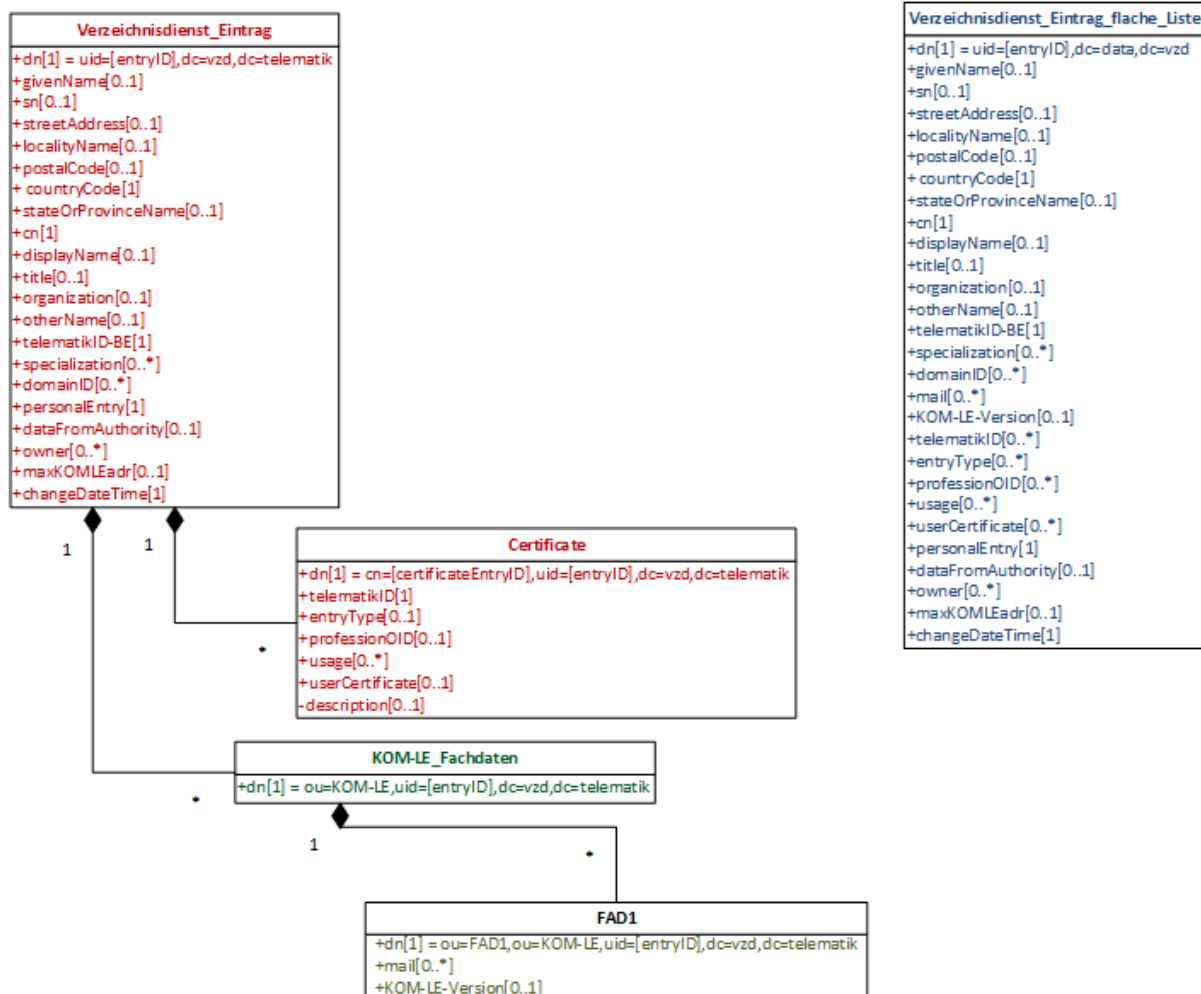 Verzeichnisdienst_Eintrag
+dn[1] = uid=[entryID],dc=vzd,dc=telematik
+givenName[0..1]
+sn[0..1]
+streetAddress[0..1]
+localityName[0..1]
+postalCode[0..1]
+ countryCode[1]
+stateOrProvinceName[0..1]
+cn[1]
+displayName[0..1]
+title[0..1]
+organization[0..1]
+otherName[0..1]
+telematikID-BE[1]
+specialization[0..*]
+domainID[0..*]
+personalEntry[1]
+dataFromAuthority[0..1]
+owner[0..*]
+maxKOMLEadr[0..1]
+changeDateTime[1]
1
1
*
*
Certificate
+dn[1] = cn=[certificateEntryID],uid=[entryID],dc=vzd,dc=telematik
+telematikID[1]
+entryType[0..1]
+professionOID[0..1]
+usage[0..*]
+userCertificate[0..1]
-description[0..1]
KOM-LE_Fachdaten
+dn[1] = ou=KOM-LE,uid=[entryID],dc=vzd,dc=telematik
1
*
FAD1
+dn[1] = ou=FAD1,ou=KOM-LE,uid=[entryID],dc=vzd,dc=telematik
+mail[0..*]
+KOM-LE-Version[0..1]
Verzeichnisdienst_Eintrag_flache_Liste
+dn[1] = uid=[entryID],dc=data,dc=vzd
+givenName[0..1]
+sn[0..1]
+streetAddress[0..1]
+localityName[0..1]
+postalCode[0..1]
+ countryCode[1]
+stateOrProvinceName[0..1]
+cn[1]
+displayName[0..1]
+title[0..1]
+organization[0..1]
+otherName[0..1]
+telematikID-BE[1]
+specialization[0..*]
+domainID[0..*]
+mail[0..*]
+KOM-LE-Version[0..1]
+telematikID[0..*]
+entryType[0..*]
+professionOID[0..*]
+usage[0..*]
+userCertificate[0..*]
+personalEntry[1]
+dataFromAuthority[0..1]
+owner[0..*]
+maxKOMLEadr[0..1]
+changeDateTime[1]